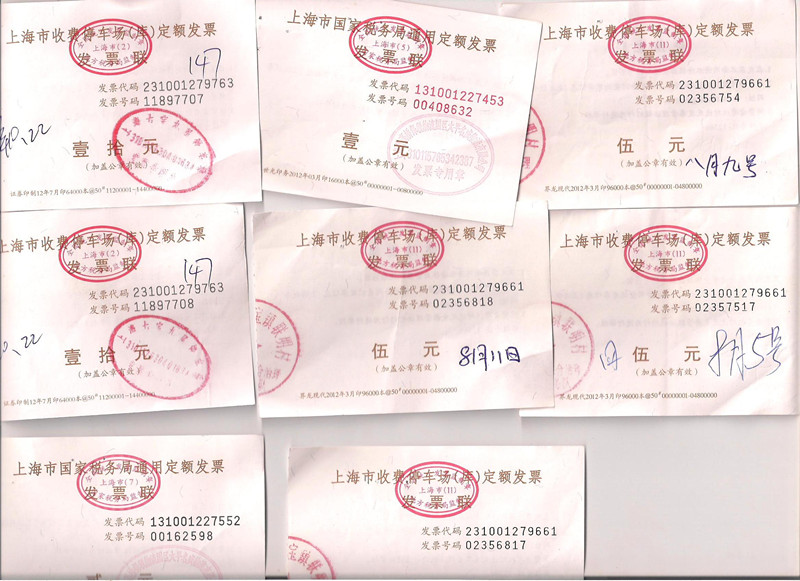 上海市收费停车场(库)定额发票
上海市(2)
发票联
147
发票代码 231001279763
发票号码 11897707
壹拾元
(加盖公章有效)
证券印制12年7月印64000本@50#11200001-14400000
上海市国家税务局通用定额发票
上海市(5)
发票联
发票代码 131001227453
发票号码 00408632
壹元
(加盖公章有效)
发票专用章
世龙印务2012年03月印16000本@50#00000001-00800000
上海市收费停车场(库)定额发票
上海市(11)
发票联
发票代码 231001279661
发票号码 02356754
伍元
(加盖公章有效)
八月九号
界龙现代2012年3月印96000本@50#00000001-04800000
上海市收费停车场(库)定额发票
上海市(2)
发票联
147
发票代码 231001279763
发票号码 11897708
壹拾元
(加盖公章有效)
证券印制12年7月印64000本@50#11200001-14400000
上海市收费停车场(库)定额发票
上海市(11)
发票联
发票代码 231001279661
发票号码 02356818
伍元
8月11日
(加盖公章有效)
界龙现代2012年3月印96000本@50#00000001-04800000
上海市收费停车场(库)定额发票
上海市(11)
发票联
发票代码 231001279661
发票号码 02357517
伍元
8月5号
(加盖公章有效)
界龙现代2012年3月印96000本@50#00000001-04800000
上海市国家税务局通用定额发票
上海市(7)
发票联
发票代码 131001227552
发票号码 00162598
上海市收费停车场(库)定额发票
上海市(11)
发票联
发票代码 231001279661
发票号码 02356817